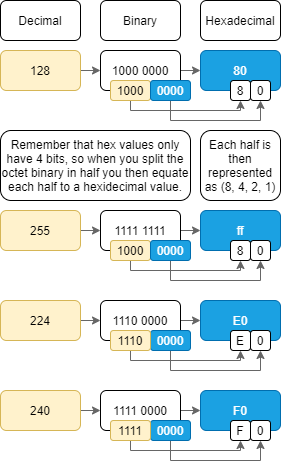 Decimal
Binary
Hexadecimal
128
1000 0000
80
1000
0000
8
0
Remember that hex values only
have 4 bits, so when you split the
octet binary in half you then equate
each half to a hexidecimal value.
Each half is
then
represented
as (8, 4, 2, 1)
255
1111 1111
ff
1000
0000
8
0
224
1110 0000
E0
1110
0000
E
0
240
1111 0000
F0
1111
0000
F
0